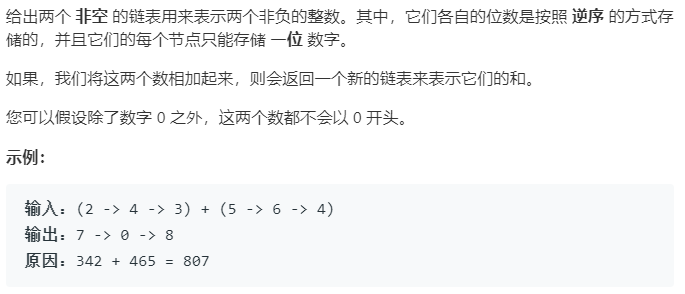 给出两个 非空 的链表用来表示两个非负的整数。其中，它们各自的位数是按照 逆序 的方式存
储的，并且它们的每个节点只能存储 一位 数字。
如果，我们将这两个数相加起来，则会返回一个新的链表来表示它们的和。
您可以假设除了数字 0 之外，这两个数都不会以 0 开头。
示例：
输入：(2 -> 4 -> 3) + (5 -> 6 -> 4)
输出：7 -> 0 -> 8
原因：342 + 465 = 807